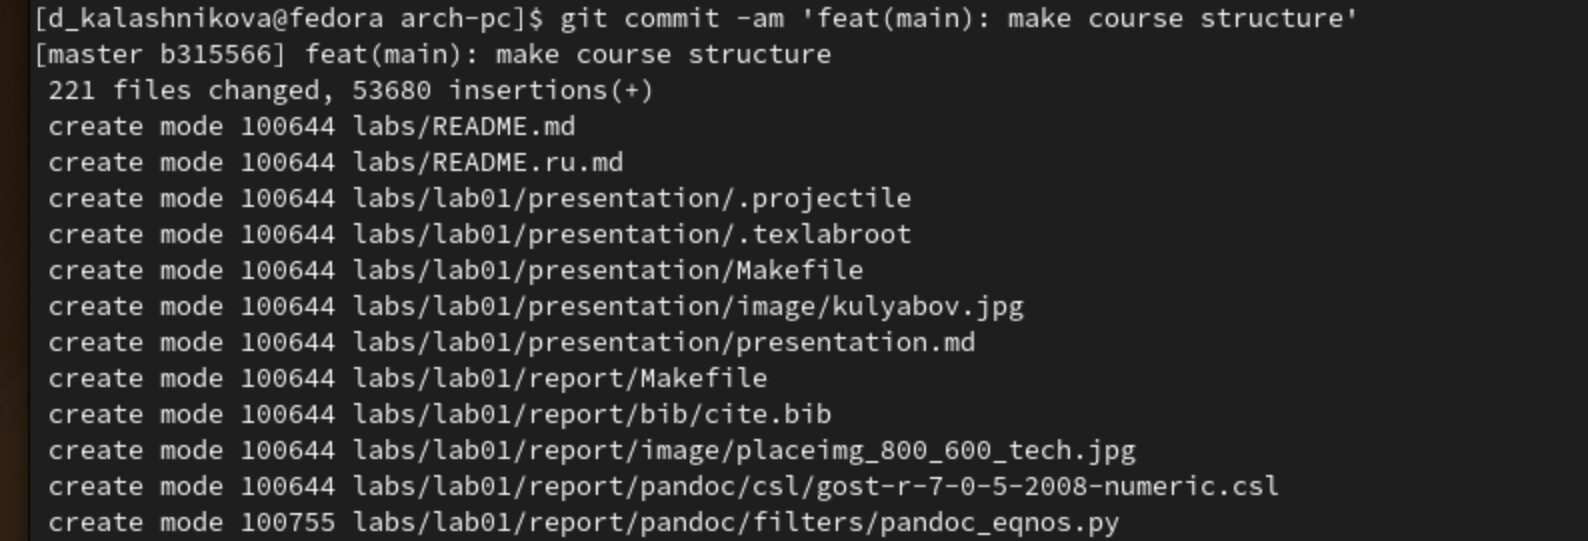 [d_kalashnikova@fedora arch-pc]$ git commit -am 'feat(main): make course structure'
[master b315566] feat(main): make course structure
221 files changed, 53680 insertions(+)
create mode 100644 labs/README.md
create mode 100644 labs/README.ru.md
create mode 100644 labs/lab01/presentation/.projectile
create mode 100644 labs/lab01/presentation/.texlabroot
create mode 100644 labs/lab01/presentation/Makefile
create mode 100644 labs/lab01/presentation/image/kulyabov.jpg
create mode 100644 labs/lab01/presentation/presentation.md
create mode 100644 labs/lab01/report/Makefile
create mode 100644 labs/lab01/report/bib/cite.bib
create mode 100644 labs/lab01/report/image/placeimg_800_600_tech.jpg
create mode 100644 labs/lab01/report/pandoc/csl/gost-r-7-0-5-2008-numeric.csl
create mode 100755 labs/lab01/report/pandoc/filters/pandoc_eqnos.py